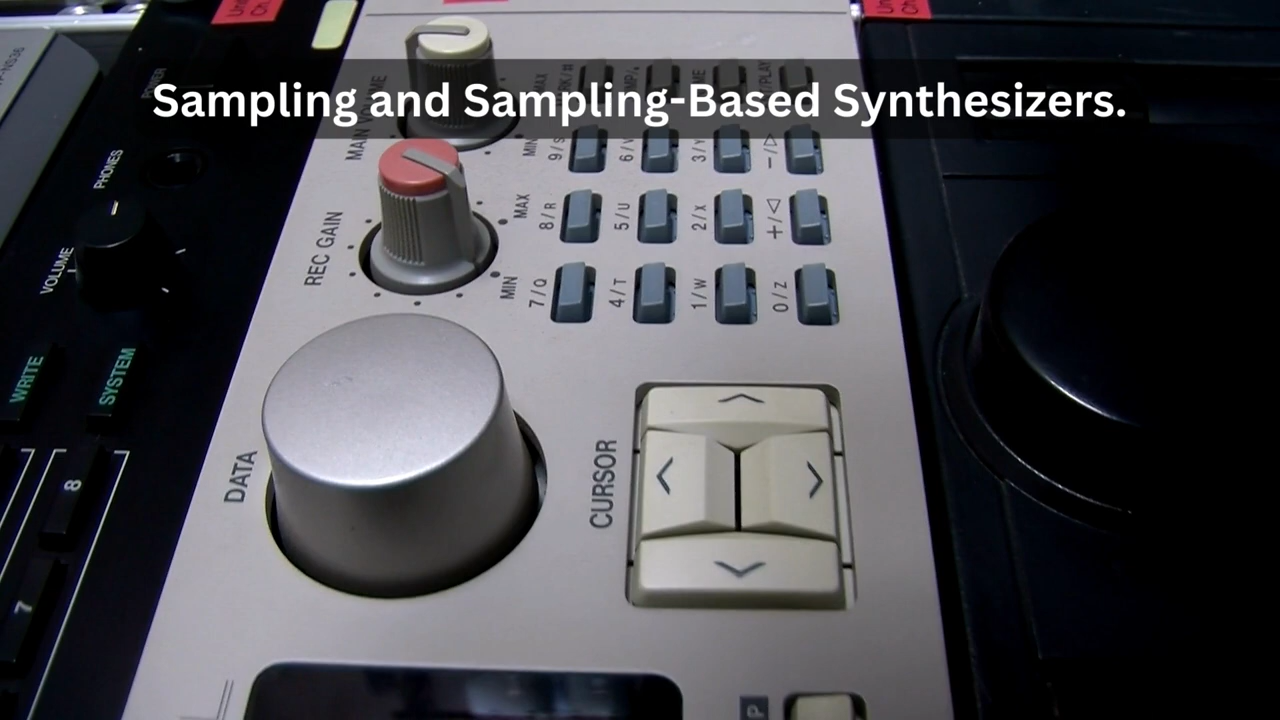 Sampling and Sampling-Based Synthesizers.
PHONES
VOLUME
WRITE
SYSTEM
8
7
MAIN
REC GAIN
MAX
MIN
DATA
CURSOR
9/S
6/V
3/Y
-/▷
8/R
5/U
2/X
+/◁
7/Q
4/T
1/W
0/Z
P